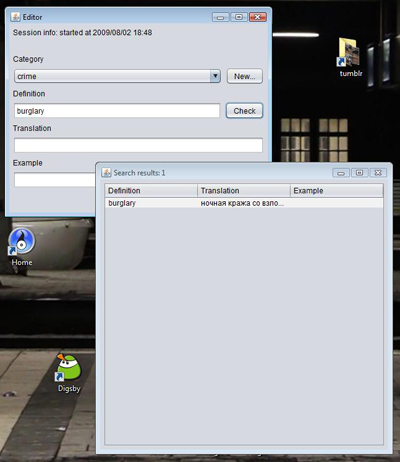 Editor
Session info: started at 2009/08/02 18:48
Category
crime
New...
Definition
burglary
Check
Translation
Example
Search results: 1
Definition Translation Example
burglary ночная кража со взло...
tumblr
Home
Digsby